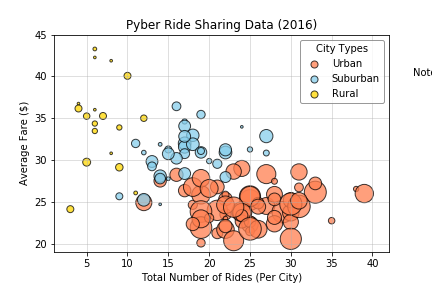 Pyber Ride Sharing Data (2016)
City Types
Urban
Suburban
Rural
Note
Average Fare ($)
45
40
35
30
25
20
5
10
15
20
25
30
35
40
Total Number of Rides (Per City)